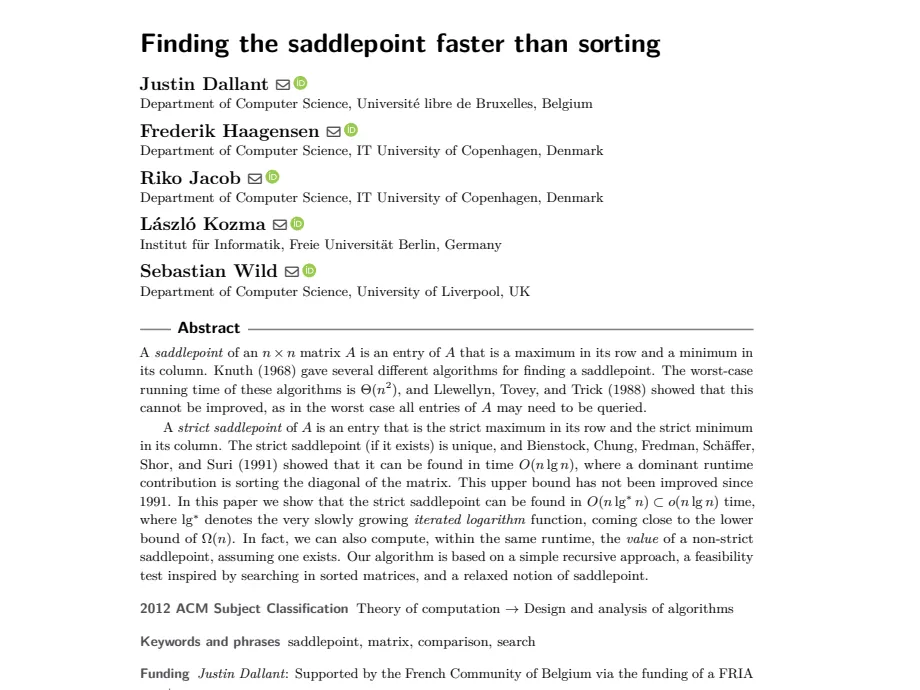 Finding the saddlepoint faster than sorting
Justin Dallant
Department of Computer Science, Université libre de Bruxelles, Belgium
Frederik Haagensen
Department of Computer Science, IT University of Copenhagen, Denmark
Riko Jacob
Department of Computer Science, IT University of Copenhagen, Denmark
László Kozma
Institut für Informatik, Freie Universität Berlin, Germany
Sebastian Wild
Department of Computer Science, University of Liverpool, UK
Abstract
A saddlepoint of an n × n matrix A is an entry of A that is a maximum in its row and a minimum in
its column. Knuth (1968) gave several different algorithms for finding a saddlepoint. The worst-case
running time of these algorithms is Θ(n²), and Llewellyn, Tovey, and Trick (1988) showed that this
cannot be improved, as in the worst case all entries of A may need to be queried.
A strict saddlepoint of A is an entry that is the strict maximum in its row and the strict minimum
in its column. The strict saddlepoint (if it exists) is unique, and Bienstock, Chung, Fredman, Schäffer,
Shor, and Suri (1991) showed that it can be found in time O(n lg n), where a dominant runtime
contribution is sorting the diagonal of the matrix. This upper bound has not been improved since
1991. In this paper we show that the strict saddlepoint can be found in O(n lg* n) ⊂ o(n lg n) time,
where lg* denotes the very slowly growing iterated logarithm function, coming close to the lower
bound of Ω(n). In fact, we can also compute, within the same runtime, the value of a non-strict
saddlepoint, assuming one exists. Our algorithm is based on a simple recursive approach, a feasibility
test inspired by searching in sorted matrices, and a relaxed notion of saddlepoint.
2012 ACM Subject Classification Theory of computation → Design and analysis of algorithms
Keywords and phrases saddlepoint, matrix, comparison, search
Funding Justin Dallant: Supported by the French Community of Belgium via the funding of a FRIA